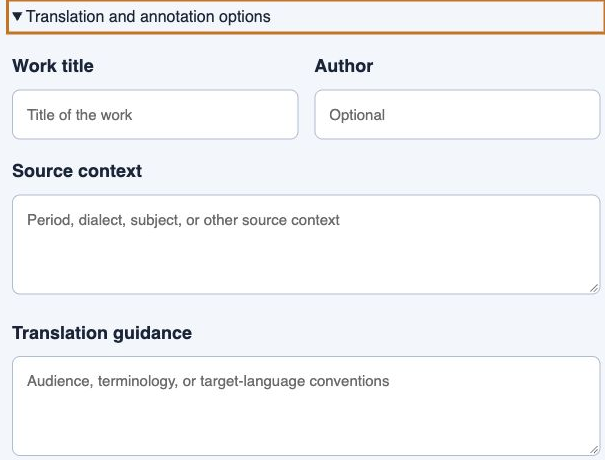 ▼ Translation and annotation options
Work title
Author
Title of the work
Optional
Source context
Period, dialect, subject, or other source context
Translation guidance
Audience, terminology, or target-language conventions